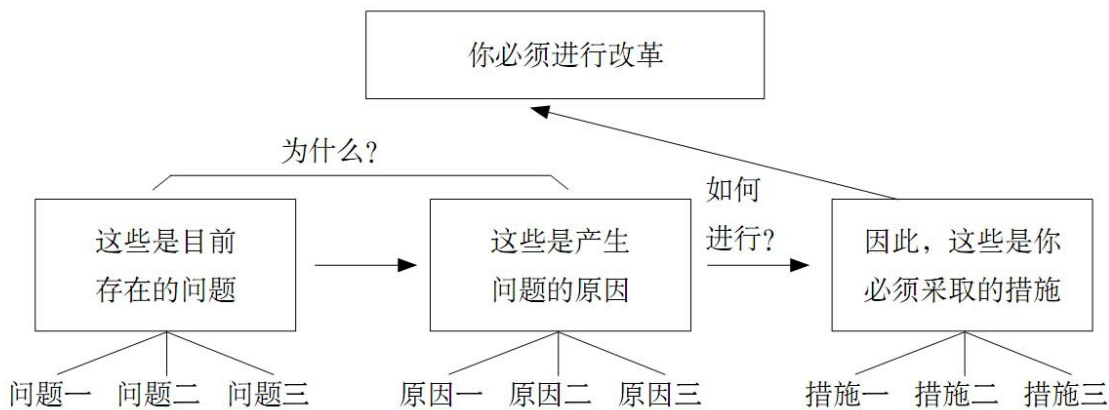 你必须进行改革
为什么?
如何
进行?
这些是目前
存在的问题
这些是产生
问题的原因
因此，这些是你
必须采取的措施
问题一 问题二 问题三
原因一 原因二 原因三
措施一 措施二 措施三